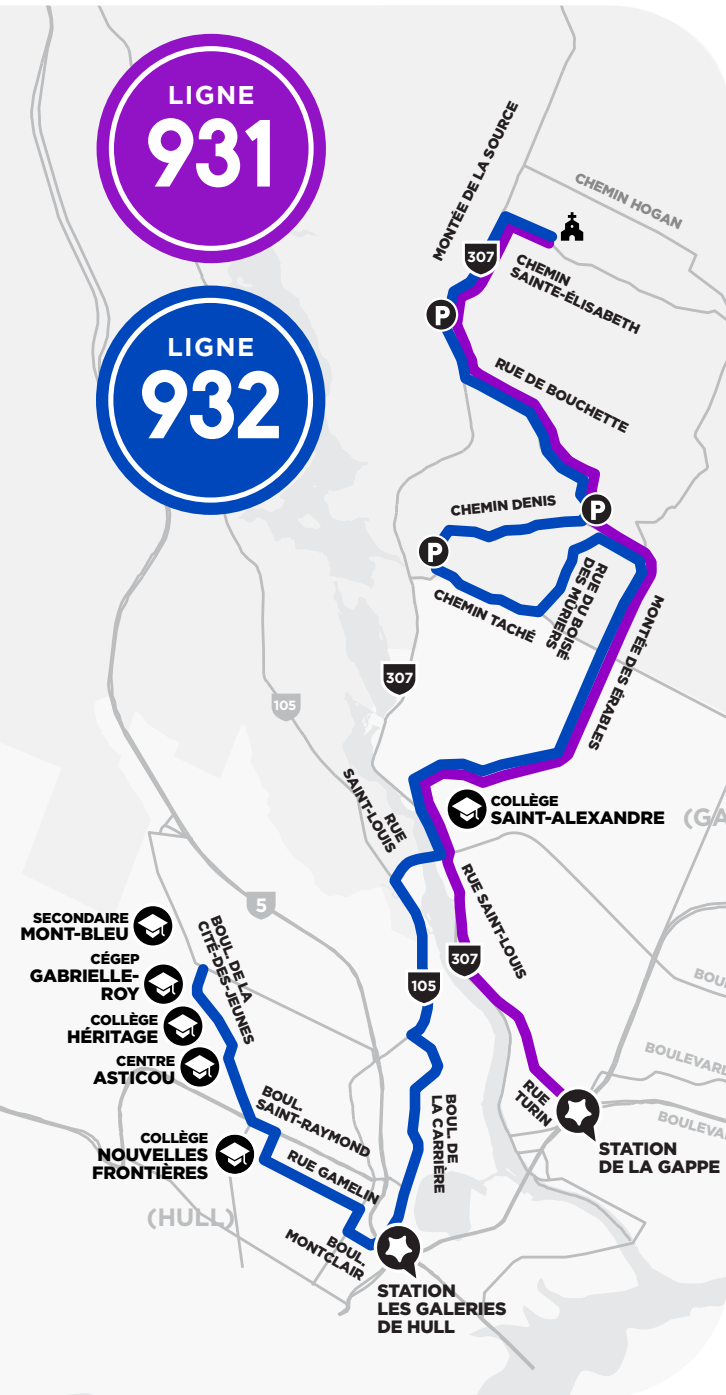 LIGNE
931
LIGNE
932
MONTÉE DE LA SOURCE
CHEMIN HOGAN
307
CHEMIN
SAINTE-ÉLISABETH
P
RUE DE BOUCHETTE
CHEMIN DENIS
P
P
RUE DU BOISÉ
DES MÛRIERS
CHEMIN TACHÉ
MONTÉE DES ÉRABLES
307
105
RUE
SAINT-LOUIS
COLLÈGE
SAINT-ALEXANDRE
(GA
5
RUE SAINT-LOUIS
SECONDAIRE
MONT-BLEU
BOUL. DE LA
CITÉ-DES-JEUNES
CÉGEP
GABRIELLE-
ROY
307
105
BOU
COLLÈGE
HÉRITAGE
CENTRE
ASTICOU
BOULEVARD
BOUL.
SAINT-RAYMOND
BOUL DE
LA CARRIÈRE
RUE
TURIN
BOULEVA
COLLÈGE
NOUVELLES
FRONTIÈRES
RUE GAMELIN
STATION
DE LA GAPPE
(HULL)
BOUL.
MONTCLAIR
STATION
LES GALERIES
DE HULL